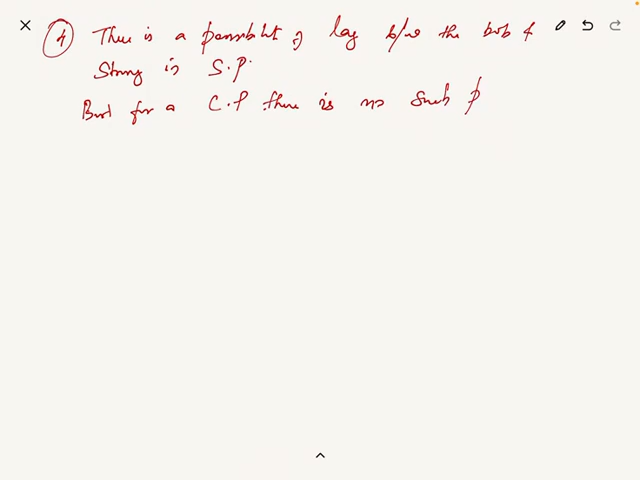 4 There is a possibility of lag b/w the bob &
String in S.P.
But for a C.P there is no such p